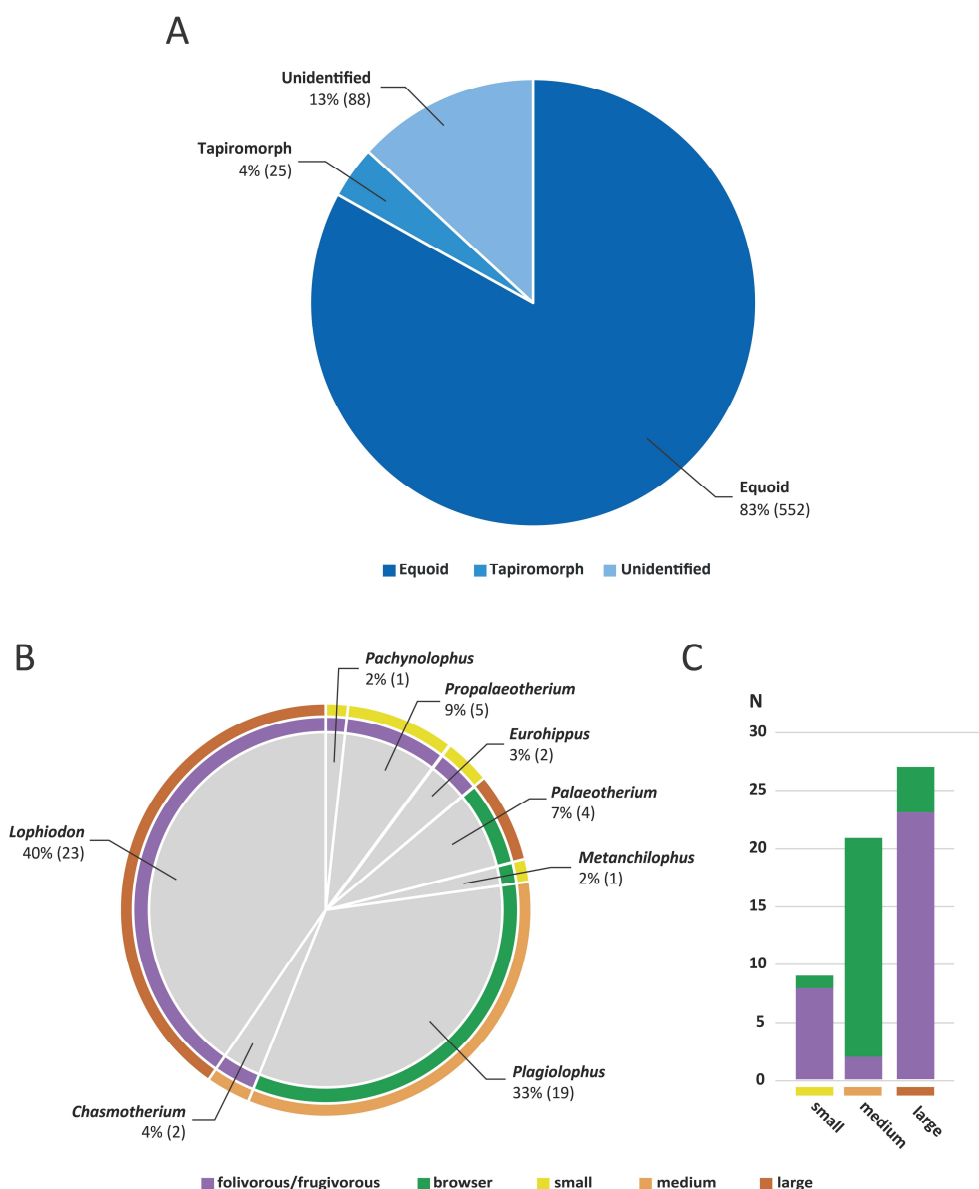 A
Unidentified
13% (88)
Tapiromorph
4% (25)
Equoid
83% (552)
Equoid Tapiromorph Unidentified
B
Pachynolophus
2% (1)
Propalaeotherium
9% (5)
Eurohippus
3% (2)
Palaeotherium
7% (4)
Metanchilophus
2% (1)
Lophiodon
40% (23)
Plagiolophus
33% (19)
Chasmotherium
4% (2)
C
N
30
25
20
15
10
5
0
small medium large
folivorous/frugivorous browser small medium large